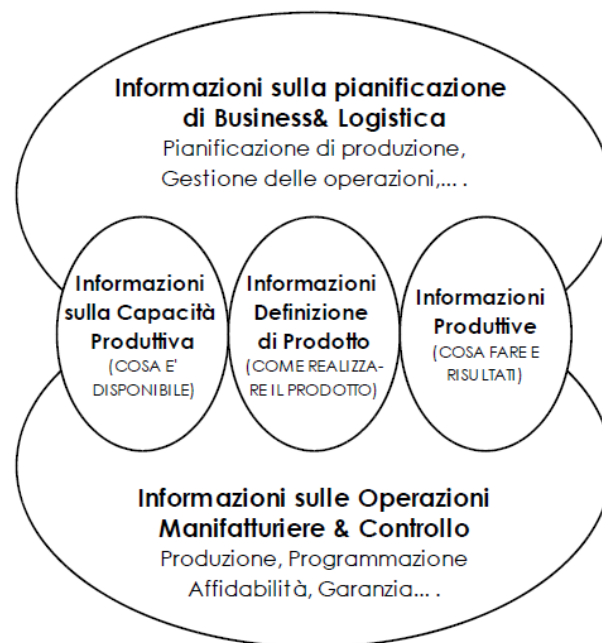 Informazioni sulla pianificazione
di Business& Logistica
Pianificazione di produzione,
Gestione delle operazioni,... .
Informazioni
sulla Capacità
Produttiva
(COSA E'
DISPONIBILE)
Informazioni
Definizione
di Prodotto
(COME REALIZZA-
RE IL PRODOTTO)
Informazioni
Produttive
(COSA FARE E
RISULTATI)
Informazioni sulle Operazioni
Manifatturiere & Controllo
Produzione, Programmazione
Affidabilità, Garanzia... .